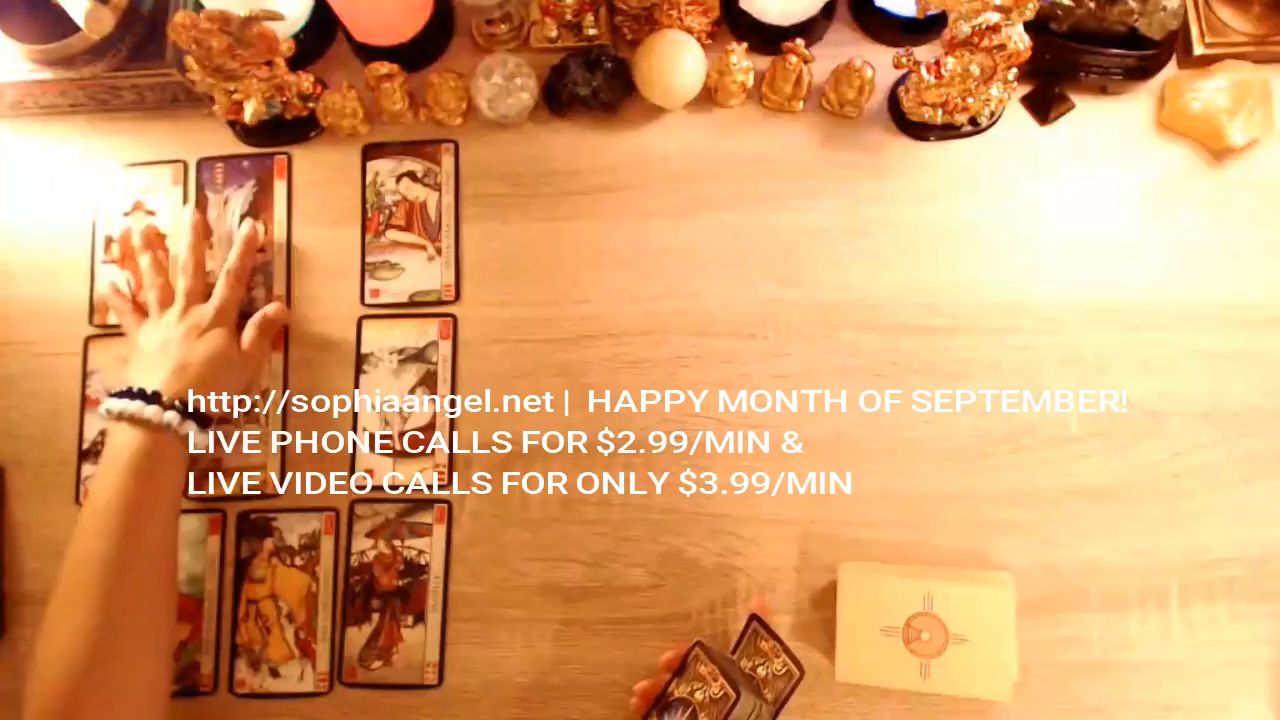 http://sophiaangel.net | HAPPY MONTH OF SEPTEMBER!
LIVE PHONE CALLS FOR $2.99/MIN &
LIVE VIDEO CALLS FOR ONLY $3.99/MIN